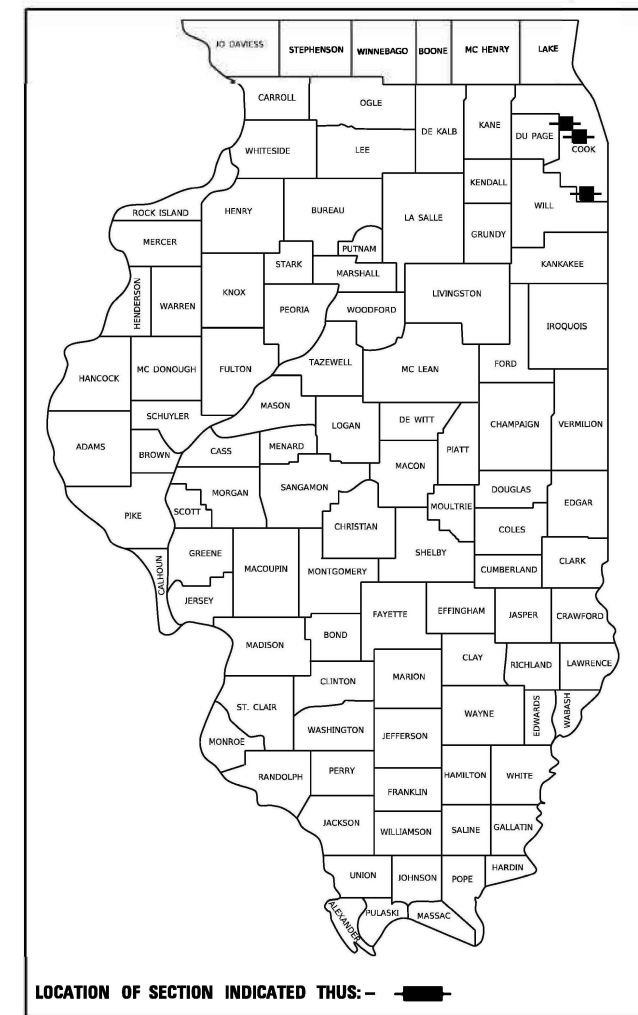 JO DAVIESS STEPHENSON WINNEBAGO BOONE MC HENRY LAKE
CARROLL OGLE DE KALB KANE DU PAGE COOK
WHITESIDE LEE
KENDALL
ROCK ISLAND HENRY BUREAU LA SALLE WILL
MERCER PUTNAM GRUNDY
STARK MARSHALL KANKAKEE
HENDERSON WARREN KNOX PEORIA WOODFORD LIVINGSTON IROQUOIS
HANCOCK MC DONOUGH FULTON TAZEWELL MC LEAN FORD
MASON
SCHUYLER LOGAN DE WITT CHAMPAIGN VERMILION
ADAMS BROWN CASS MENARD PIATT
MACON
PIKE SCOTT MORGAN SANGAMON MOULTRIE DOUGLAS EDGAR
CHRISTIAN COLES
GREENE MACOUPIN MONTGOMERY SHELBY CUMBERLAND CLARK
CALHOUN JERSEY
FAYETTE EFFINGHAM JASPER CRAWFORD
MADISON BOND
CLAY RICHLAND LAWRENCE
CLINTON MARION
ST. CLAIR WAYNE EDWARDS WABASH
MONROE WASHINGTON JEFFERSON
RANDOLPH PERRY HAMILTON WHITE
FRANKLIN
JACKSON WILLIAMSON SALINE GALLATIN
UNION JOHNSON POPE HARDIN
ALEXANDER PULASKI MASSAC
LOCATION OF SECTION INDICATED THUS: –